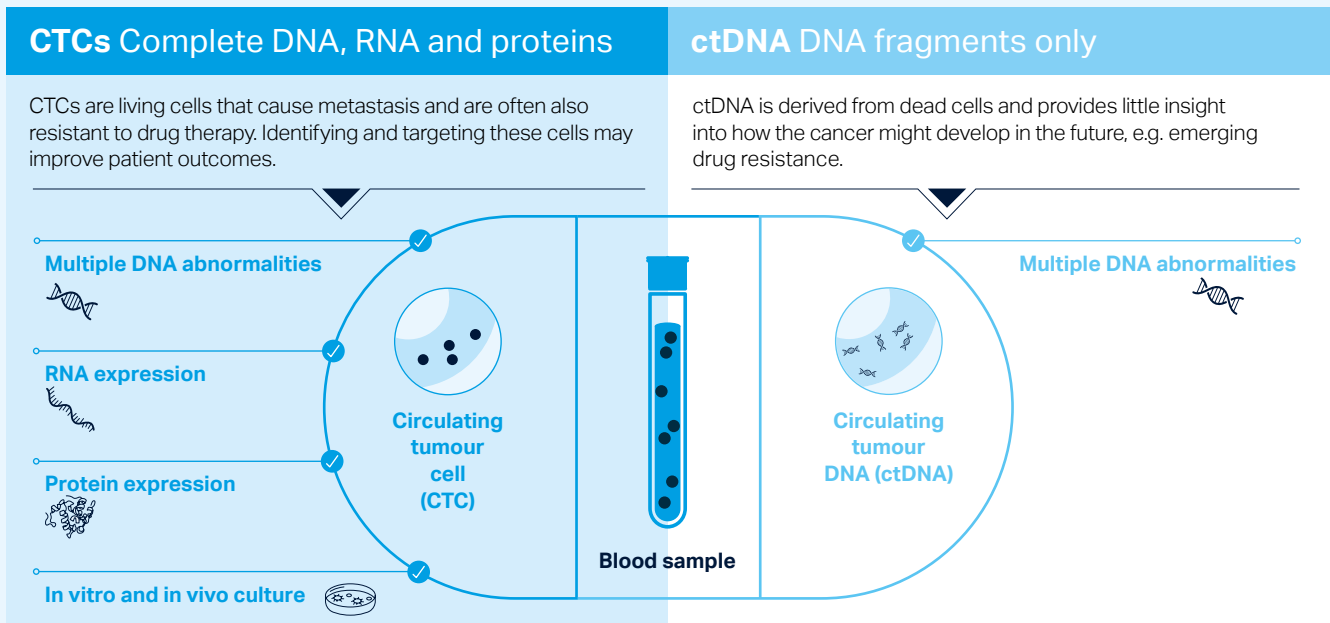 CTCs Complete DNA, RNA and proteins
CTCs are living cells that cause metastasis and are often also
resistant to drug therapy. Identifying and targeting these cells may
improve patient outcomes.
ctDNA DNA fragments only
ctDNA is derived from dead cells and provides little insight
into how the cancer might develop in the future, e.g. emerging
drug resistance.
Multiple DNA abnormalities
RNA expression
Protein expression
In vitro and in vivo culture
Circulating
tumour
cell
(CTC)
Blood sample
Circulating
tumour
DNA (ctDNA)
Multiple DNA abnormalities